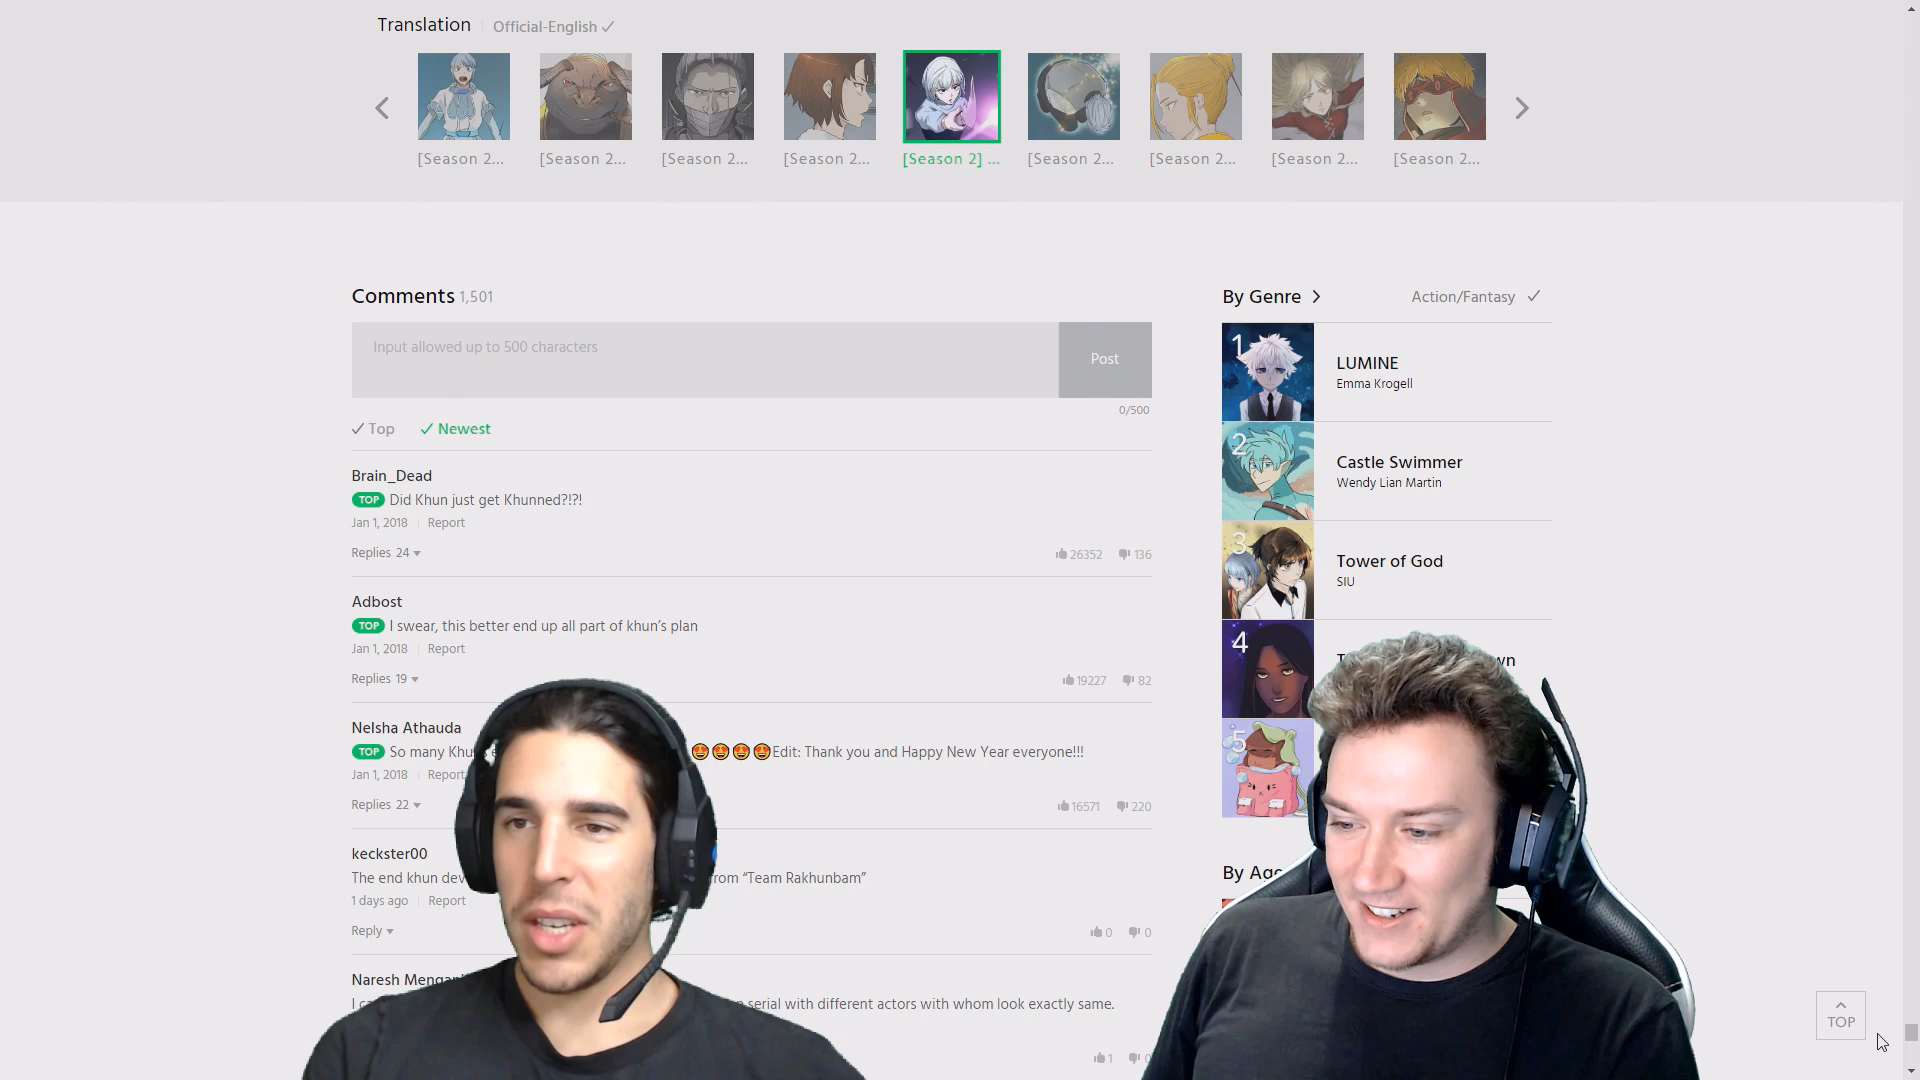 Translation Official-English
[Season 2... [Season 2... [Season 2... [Season 2... [Season 2] ... [Season 2... [Season 2... [Season 2... [Season 2...
Comments 1,501
Input allowed up to 500 characters
Post
0/500
Top Newest
Brain_Dead
TOP Did Khun just get Khunned?!?!
Jan 1, 2018 Report
Replies 24 26352 136
Adbost
TOP I swear, this better end up all part of khun’s plan
Jan 1, 2018 Report
Replies 19 19227 82
Nelsha Athauda
TOP So many Edit: Thank you and Happy New Year everyone!!!
Jan 1, 2018 Report
Replies 22 16571 220
keckster00
The end khun “Team Rakhunbam”
1 days ago Report
Reply 0 0
Naresh
serial with different actors with whom look exactly same.
1 0
By Genre Action/Fantasy
1
LUMINE
Emma Krogell
2
Castle Swimmer
Wendy Lian Martin
3
Tower of God
SIU
4
5
By
TOP